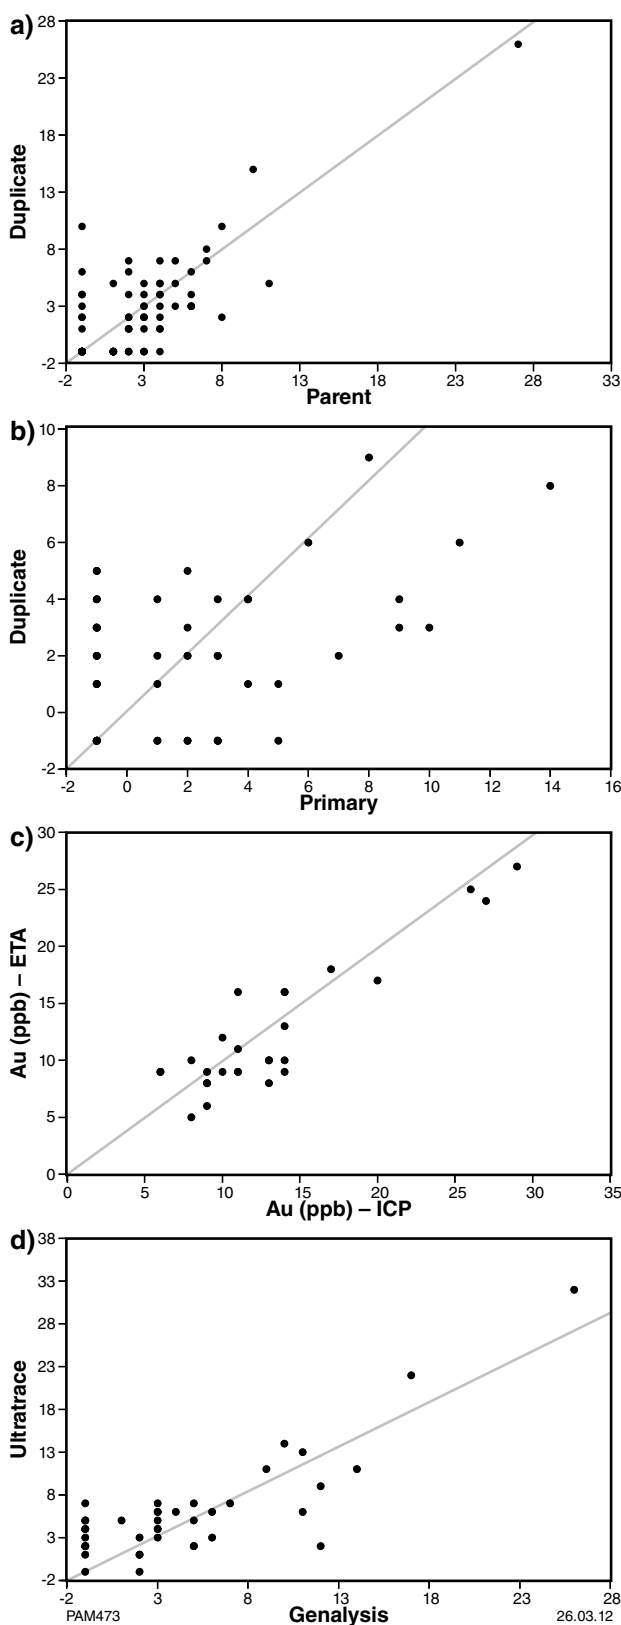 a)
28
23
18
13
8
3
-2
Duplicate
-2 3 8 13 18 23 28 33
Parent
b)
10
8
6
4
2
0
-2
Duplicate
-2 0 2 4 6 8 10 12 14 16
Primary
c)
30
25
20
15
10
5
0
Au (ppb) – ETA
0 5 10 15 20 25 30 35
Au (ppb) – ICP
d)
38
33
28
23
18
13
8
3
-2
Ultratrace
-2 3 8 13 18 23 28
Genalysis
PAM473
26.03.12